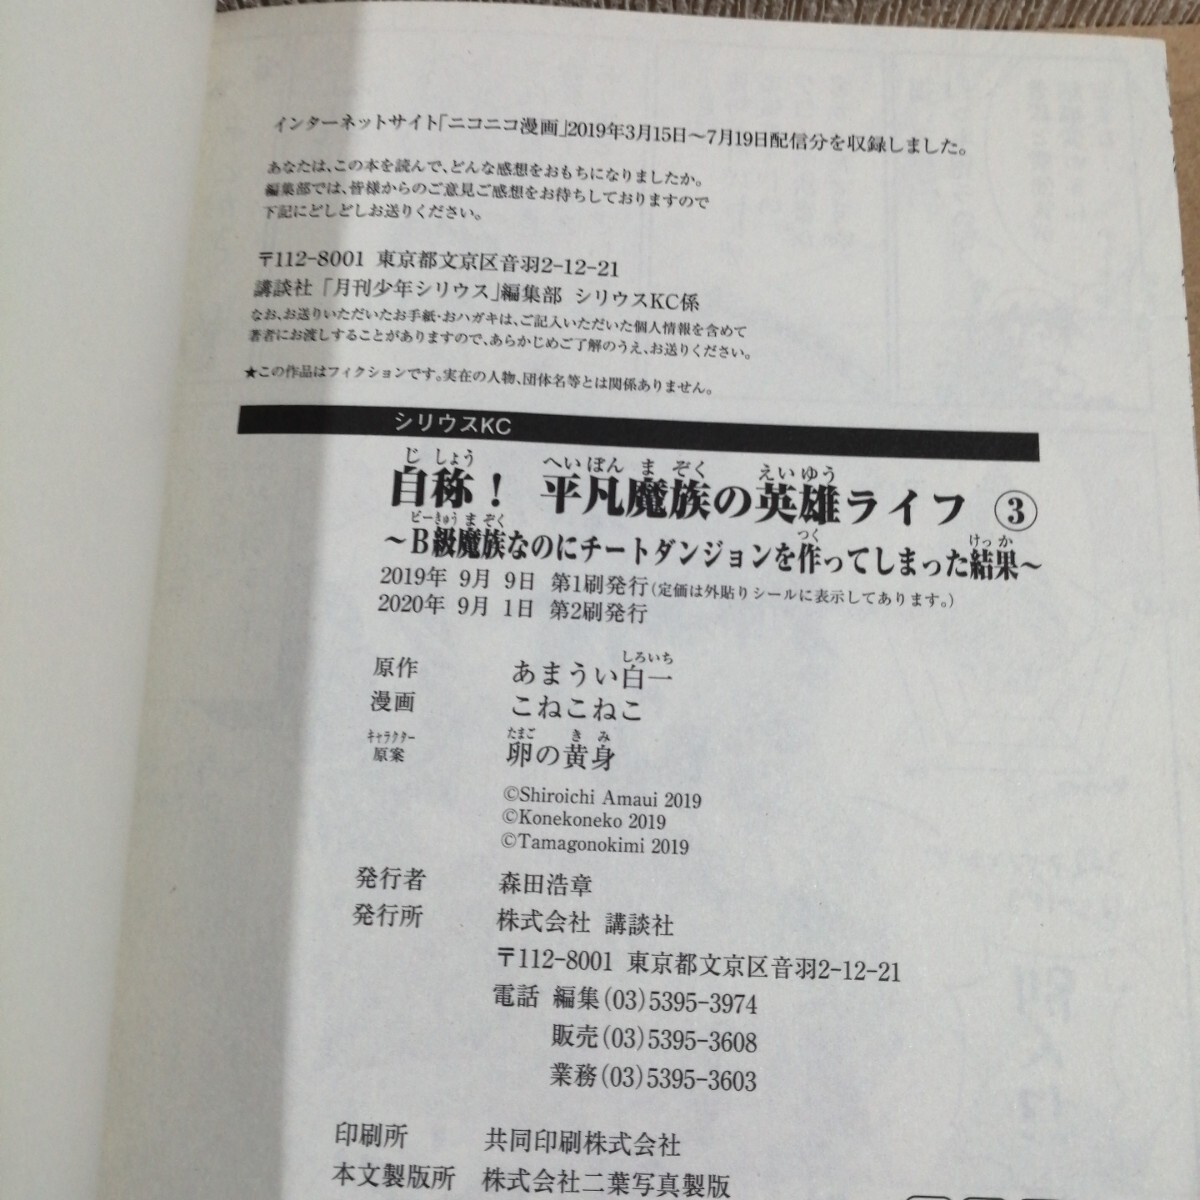 インターネットサイト「ニコニコ漫画」2019年3月15日～7月19日配信分を収録しました。
あなたは、この本を読んで、どんな感想をおもちになりましたか。
編集部では、皆様からのご意見ご感想をお待ちしておりますので
下記にどしどしお送りください。
〒112-8001 東京都文京区音羽2-12-21
講談社「月刊少年シリウス」編集部 シリウスKC係
なお、お送りいただいたお手紙・おハガキは、ご記入いただいた個人情報を含めて
著者にお渡しすることがありますので、あらかじめご了解のうえ、お送りください。
★この作品はフィクションです。実在の人物、団体名等とは関係ありません。
シリウスKC
じしょう へいぼんまぞく えいゆう
自称！ 平凡魔族の英雄ライフ ③
ビーきゅうまぞく つく けっか
～B級魔族なのにチートダンジョンを作ってしまった結果～
2019年 9月 9日 第1刷発行(定価は外貼りシールに表示してあります。)
2020年 9月 1日 第2刷発行
しろいち
原作 あまうい白一
漫画 こねこねこ
キャラクター たまご きみ
原案 卵の黄身
©Shiroichi Amaui 2019
©Konekoneko 2019
©Tamagonokimi 2019
発行者 森田浩章
発行所 株式会社 講談社
〒112-8001 東京都文京区音羽2-12-21
電話 編集(03)5395-3974
販売(03)5395-3608
業務(03)5395-3603
印刷所 共同印刷株式会社
本文製版所 株式会社二葉写真製版